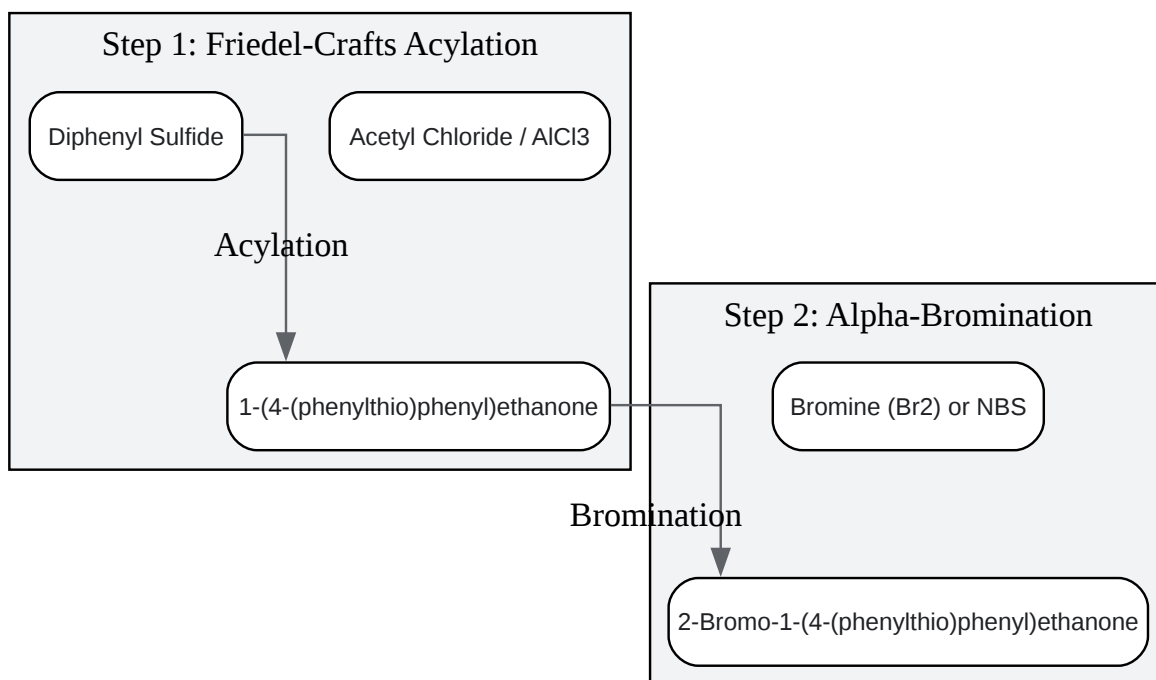 Step 1: Friedel-Crafts Acylation
Diphenyl Sulfide
Acetyl Chloride / AlCl3
Acylation
1-(4-(phenylthio)phenyl)ethanone
Step 2: Alpha-Bromination
Bromine (Br2) or NBS
Bromination
2-Bromo-1-(4-(phenylthio)phenyl)ethanone